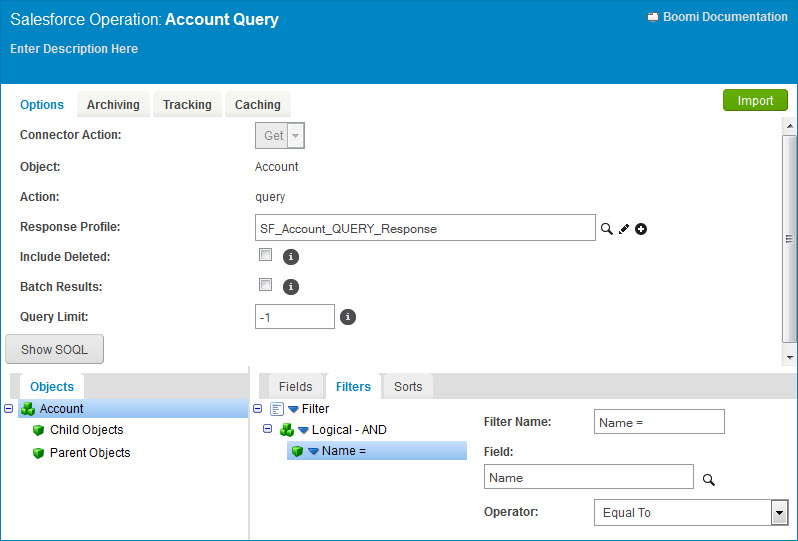 Salesforce Operation: Account Query
Boomi Documentation
Enter Description Here
Options Archiving Tracking Caching
Import
Connector Action: Get
Object: Account
Action: query
Response Profile: SF_Account_QUERY_Response
Include Deleted:
Batch Results:
Query Limit: -1
Show SOQL
Objects
Account
Child Objects
Parent Objects
Fields Filters Sorts
Filter
Logical - AND
Name =
Filter Name: Name =
Field:
Name
Operator: Equal To